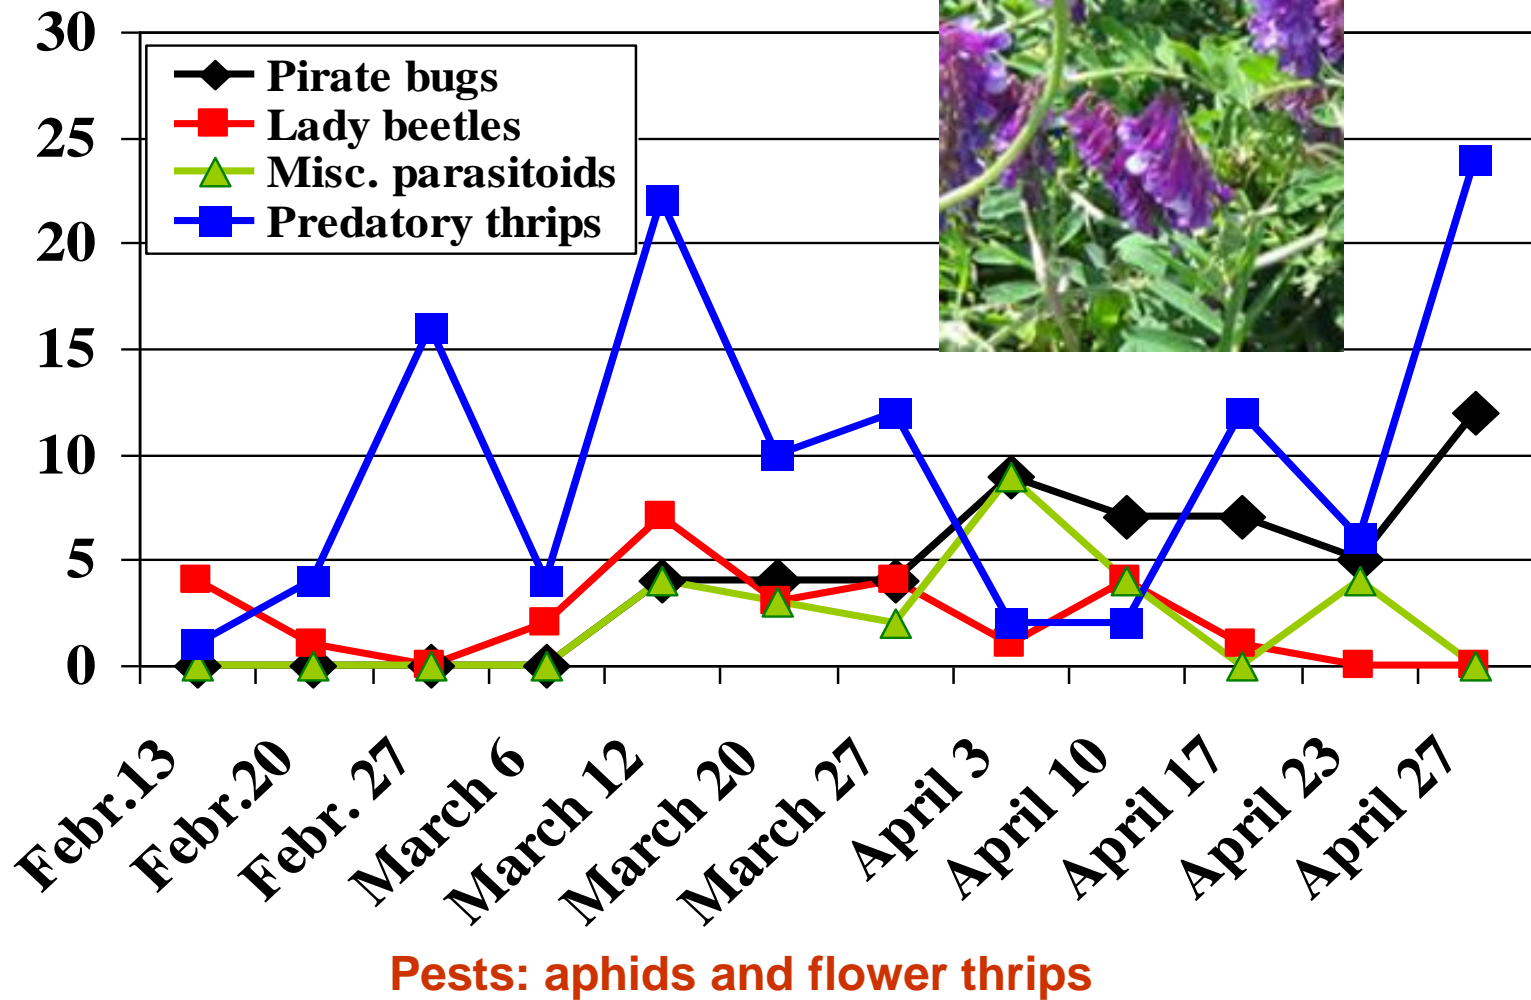 30
25
20
15
10
5
0
Pirate bugs
Lady beetles
Misc. parasitoids
Predatory thrips
Febr.13
Febr.20
Febr. 27
March 6
March 12
March 20
March 27
April 3
April 10
April 17
April 23
April 27
Pests: aphids and flower thrips